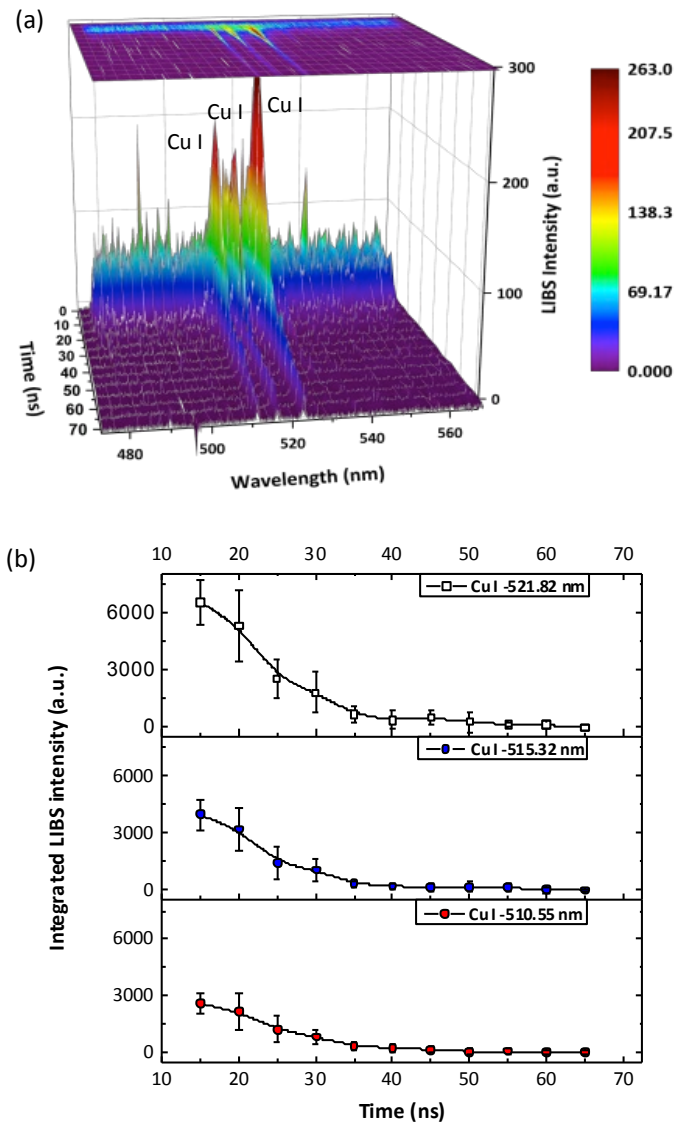 (a)
Cu I
Cu I
Cu I
300
200
100
0
LIBS Intensity (a.u.)
263.0
207.5
138.3
69.17
0.000
0
10
20
30
40
50
60
70
Time (ns)
480
500
520
540
560
Wavelength (nm)
(b)
10 20 30 40 50 60 70
Cu I -521.82 nm
6000
3000
0
Cu I -515.32 nm
6000
3000
0
Cu I -510.55 nm
6000
3000
0
Integrated LIBS intensity (a.u.)
10 20 30 40 50 60 70
Time (ns)